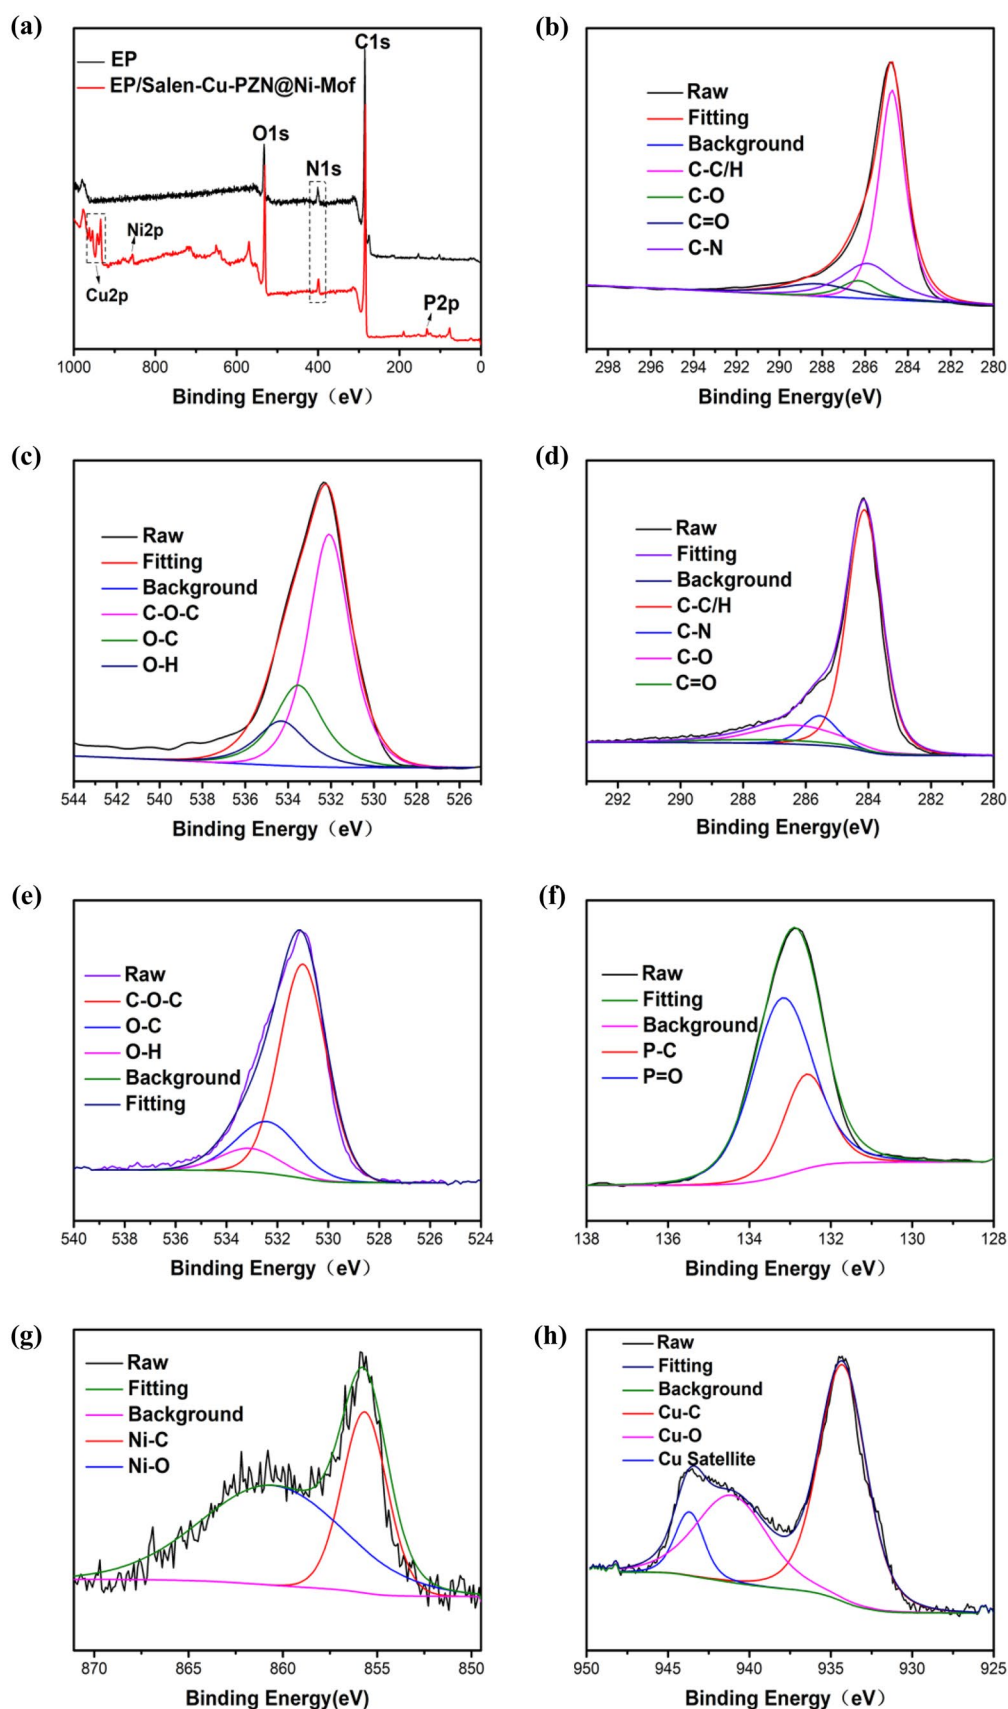 (a)
EP
EP/Salen-Cu-PZN@Ni-Mof
C1s
O1s
N1s
Ni2p
Cu2p
P2p
1000 800 600 400 200 0
Binding Energy（eV）
(b)
Raw
Fitting
Background
C-C/H
C-O
C=O
C-N
298 296 294 292 290 288 286 284 282 280
Binding Energy(eV)
(c)
Raw
Fitting
Background
C-O-C
O-C
O-H
544 542 540 538 536 534 532 530 528 526
Binding Energy（eV）
(d)
Raw
Fitting
Background
C-C/H
C-N
C-O
C=O
292 290 288 286 284 282 280
Binding Energy(eV)
(e)
Raw
C-O-C
O-C
O-H
Background
Fitting
540 538 536 534 532 530 528 526 524
Binding Energy（eV）
(f)
Raw
Fitting
Background
P-C
P=O
138 136 134 132 130 128
Binding Energy（eV）
(g)
Raw
Fitting
Background
Ni-C
Ni-O
870 865 860 855 850
Binding Energy(eV)
(h)
Raw
Fitting
Background
Cu-C
Cu-O
Cu Satellite
950 945 940 935 930 925
Binding Energy（eV）